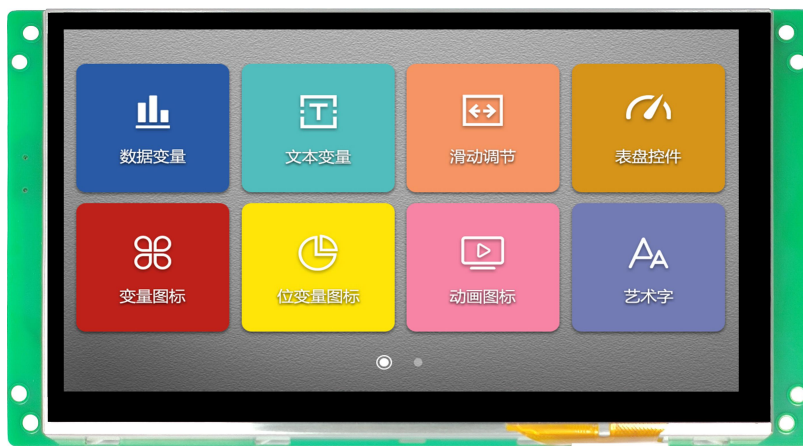 数据变量
文本变量
滑动调节
表盘控件
变量图标
位变量图标
动画图标
艺术字